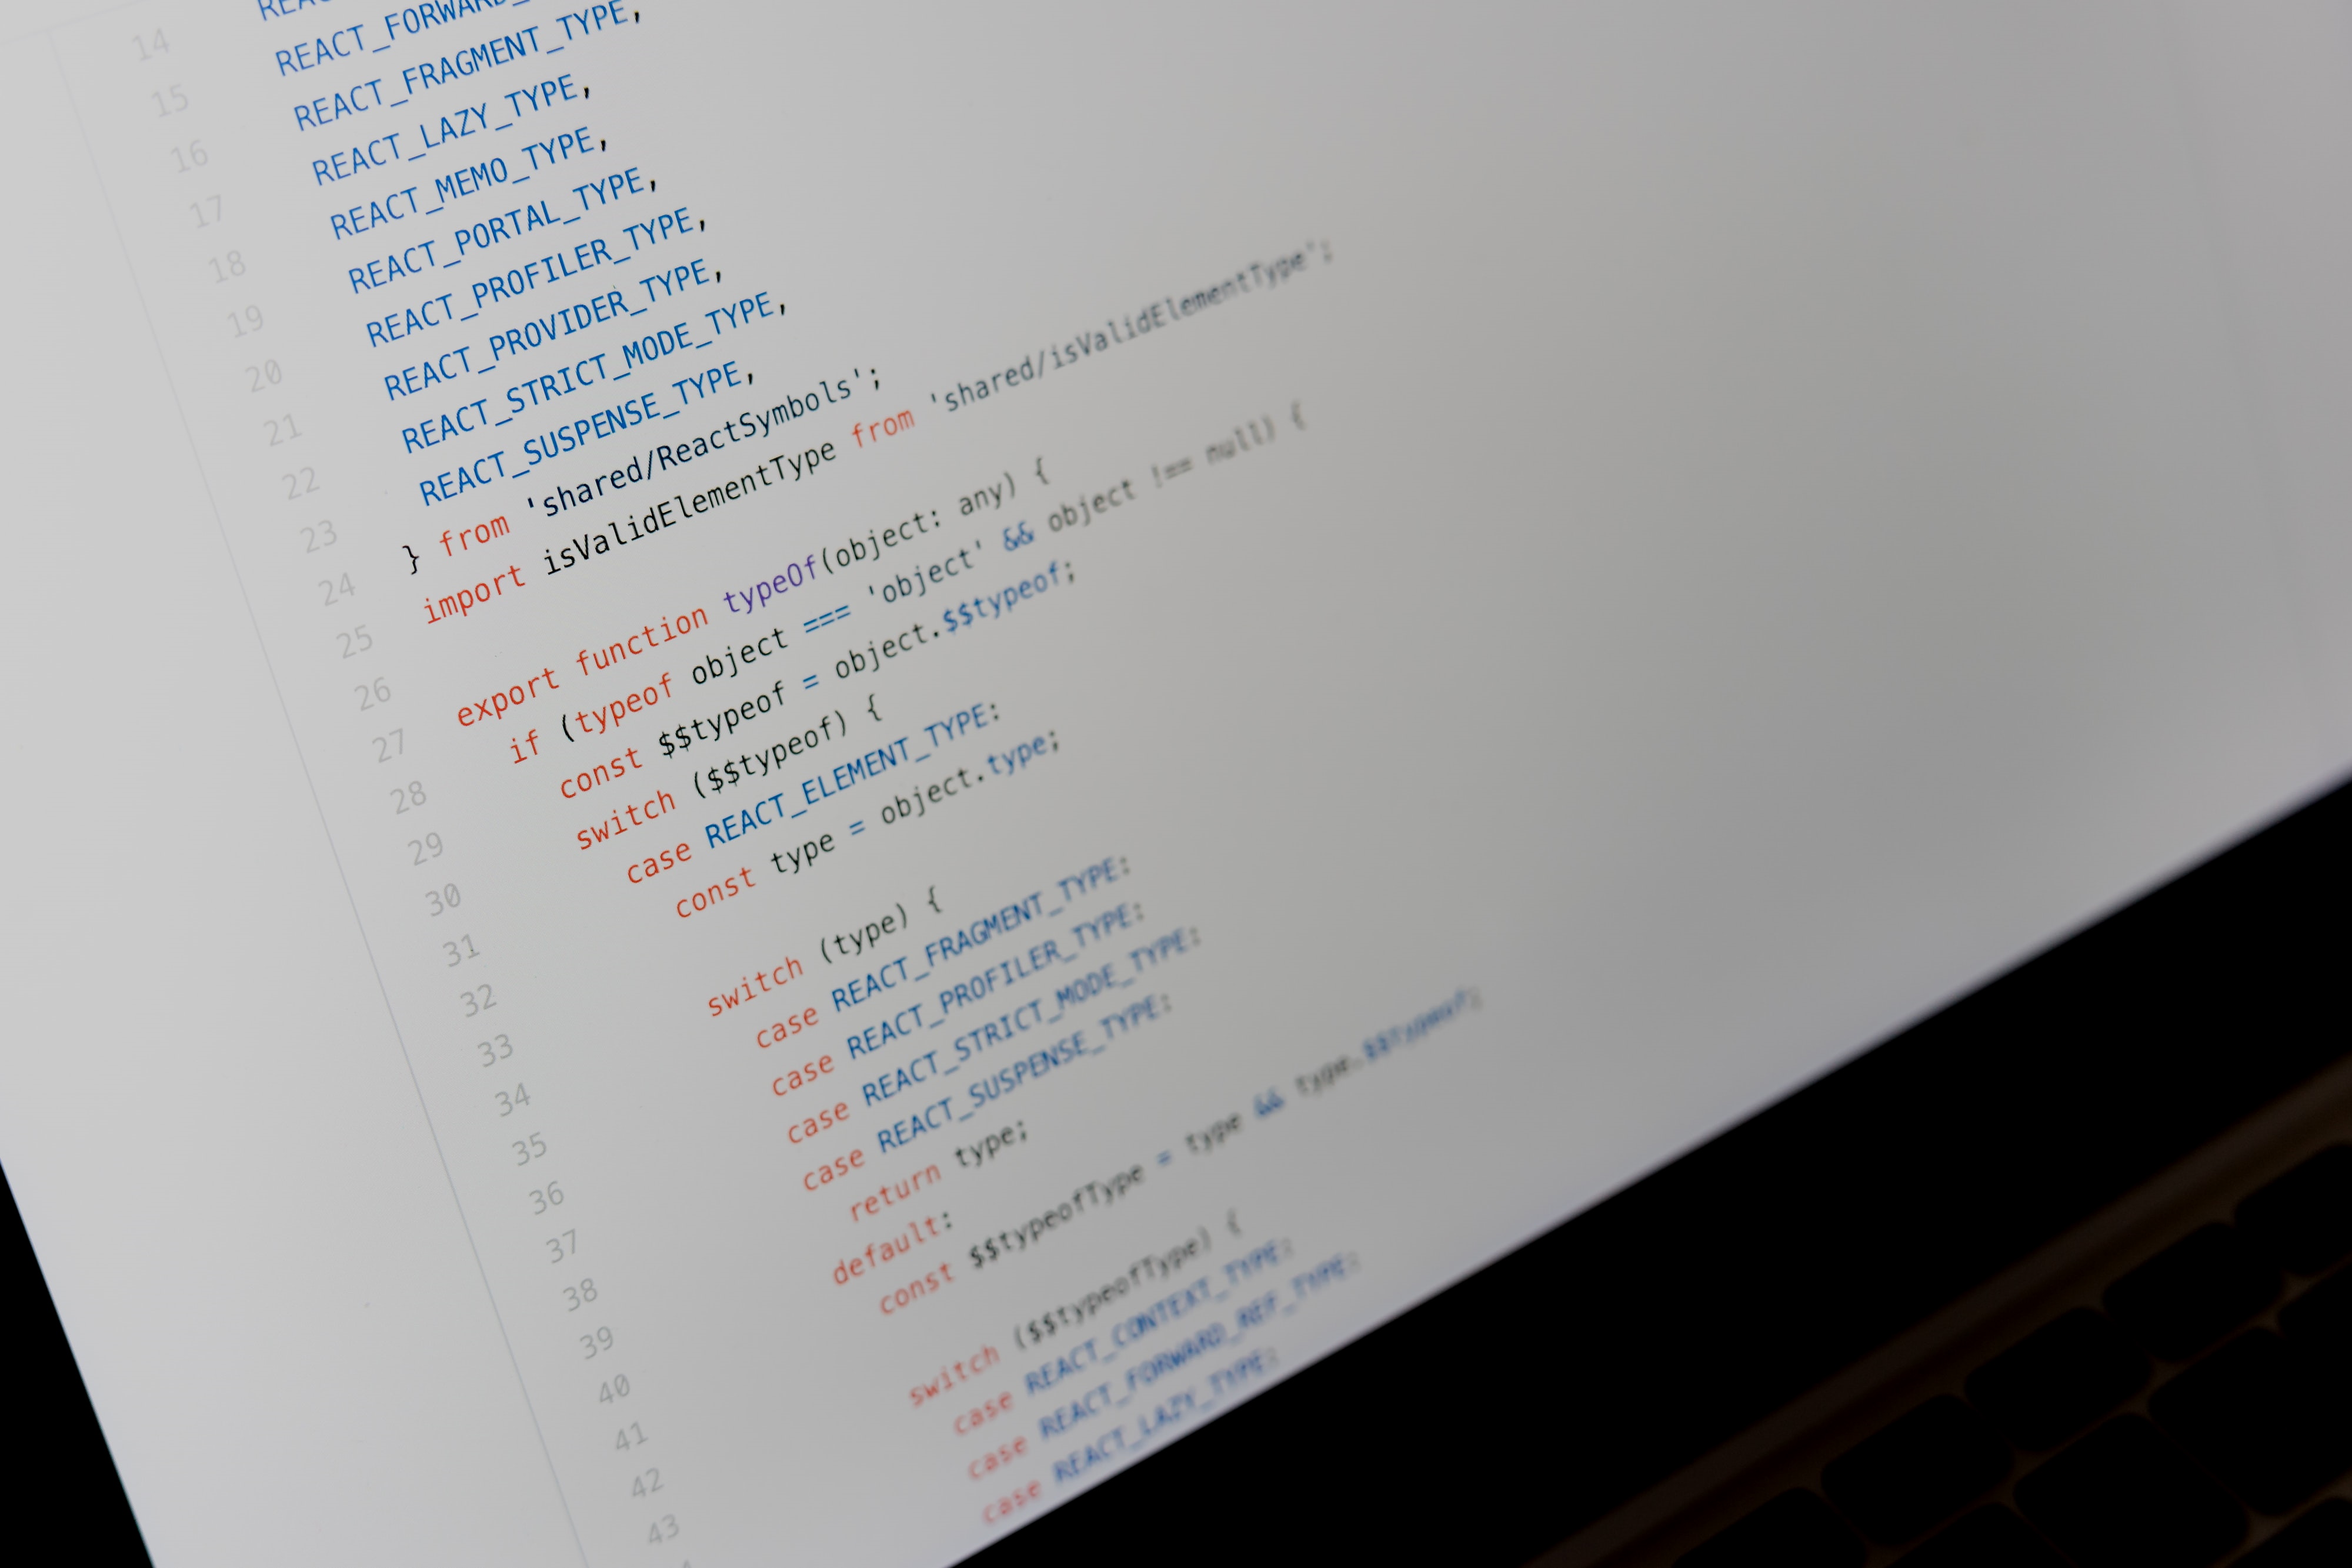 14 REAC
15 REACT_FORWARD_
16 REACT_FRAGMENT_TYPE,
17 REACT_LAZY_TYPE,
18 REACT_MEMO_TYPE,
19 REACT_PORTAL_TYPE,
20 REACT_PROFILER_TYPE,
21 REACT_PROVIDER_TYPE,
22 REACT_STRICT_MODE_TYPE,
23 REACT_SUSPENSE_TYPE,
24 } from 'shared/ReactSymbols';
25 import isValidElementType from 'shared/isValidElementType';
26
27 export function typeOf(object: any) {
28 if (typeof object === 'object' && object !== null) {
29 const $$typeof = object.$$typeof;
30 switch ($$typeof) {
31 case REACT_ELEMENT_TYPE:
32 const type = object.type;
33
34 switch (type) {
35 case REACT_FRAGMENT_TYPE:
36 case REACT_PROFILER_TYPE:
37 case REACT_STRICT_MODE_TYPE:
38 case REACT_SUSPENSE_TYPE:
39 return type;
40 default:
41 const $$typeofType = type && type.$$typeof;
42
43 switch ($$typeofType) {
case REACT_CONTEXT_TYPE:
case REACT_FORWARD_REF_TYPE:
case REACT_LAZY_TYPE: